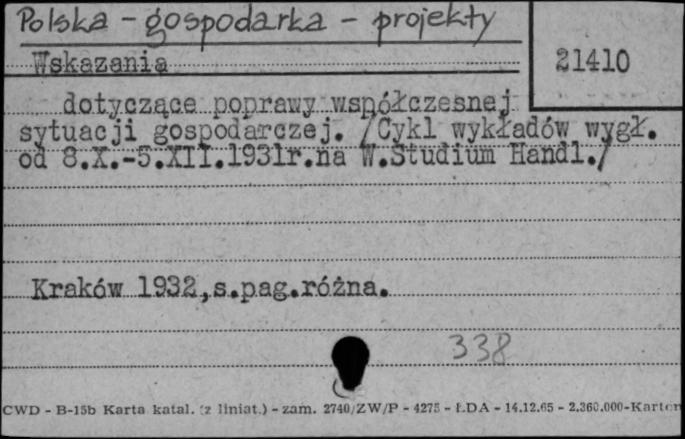 Polska - gospodarka - projekty
Wskazania
21410
dotyczące poprawy współczesnej
sytuacji gospodarczej. /Cykl wykładów wygł.
od 8.X.-5.XII.1931r.na W.Studium Handl./
Kraków 1932,s.pag.różna.
338
CWD - B-15b Karta katal. (z liniat.) - zam. 2740/ZW/P - 4275 - ŁDA - 14.12.65 - 2.360.000-Karton